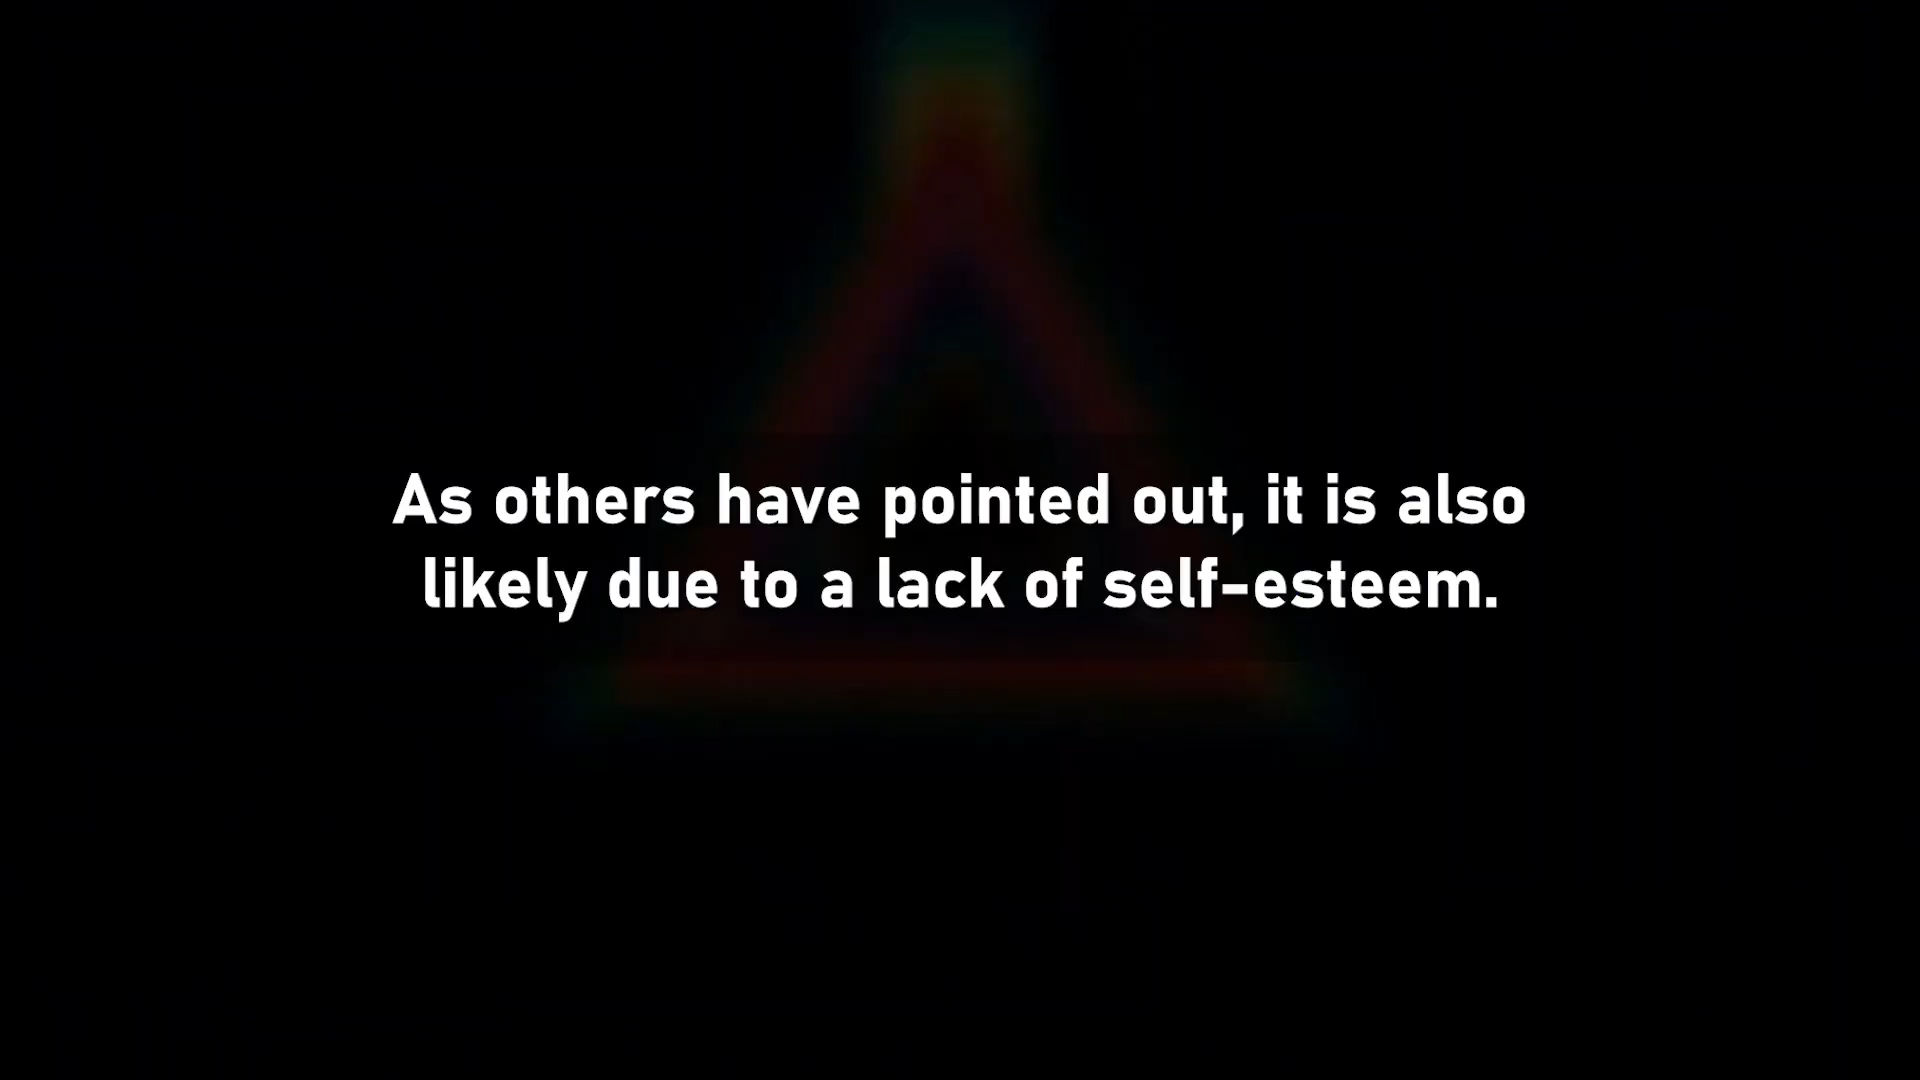 As others have pointed out, it is also
likely due to a lack of self-esteem.